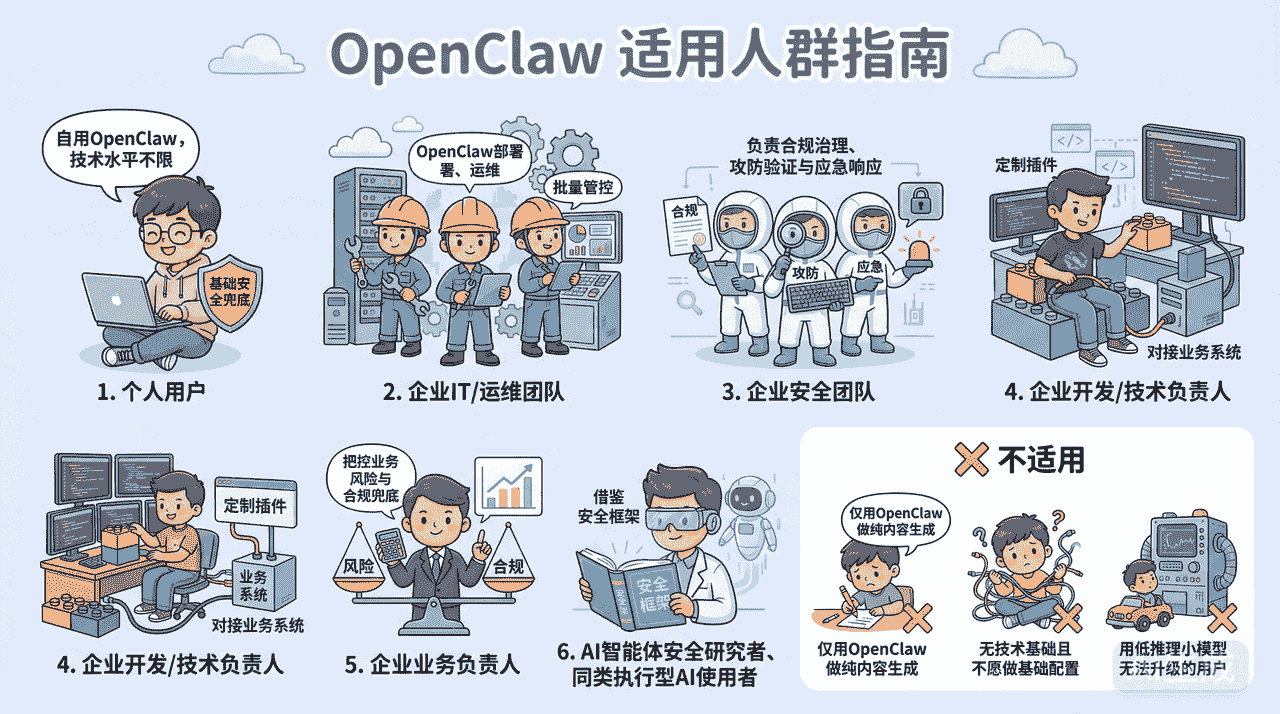 OpenClaw 适用人群指南
自用OpenClaw,
技术水平不限
基础安
全兜底
1. 个人用户
OpenClaw部署
署、运维
批量管控
2. 企业IT/运维团队
负责合规治理、
攻防验证与应急响应
合规
攻防
应急
3. 企业安全团队
定制插件
</>
</>
对接业务系统
4. 企业开发/技术负责人
定制插件
业务
系统
对接业务系统
4. 企业开发/技术负责人
把控业务
风险与
合规兜底
风险
合规
5. 企业业务负责人
借鉴
安全框架
安全
框架
6. AI智能体安全研究者、
同类执行型AI使用者
不适用
仅用OpenClaw
做纯内容生成
仅用OpenClaw
做纯内容生成
无技术基础且
不愿做基础配置
用低推理小模型
无法升级的用户